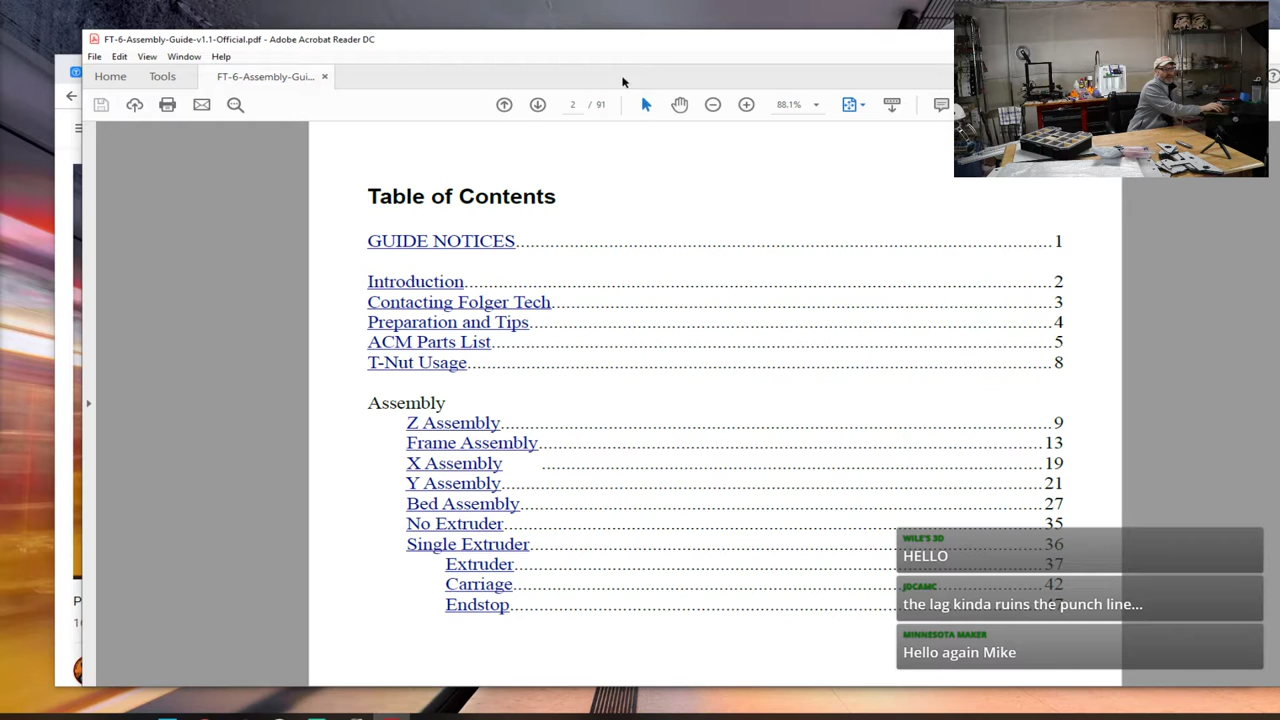 FT-6-Assembly-Guide-v1.1-Official.pdf - Adobe Acrobat Reader DC
File Edit View Window Help
Home Tools FT-6-Assembly-Gui... ×
2 / 91 88.1%
Table of Contents
GUIDE NOTICES 1
Introduction 2
Contacting Folger Tech 3
Preparation and Tips 4
ACM Parts List 5
T-Nut Usage 8
Assembly
Z Assembly 9
Frame Assembly 13
X Assembly 19
Y Assembly 21
Bed Assembly 27
No Extruder 35
Single Extruder 36
Extruder 37
Carriage 42
Endstop
WILE'S 3D
HELLO
JDCAMC
the lag kinda ruins the punch line...
MINNESOTA MAKER
Hello again Mike